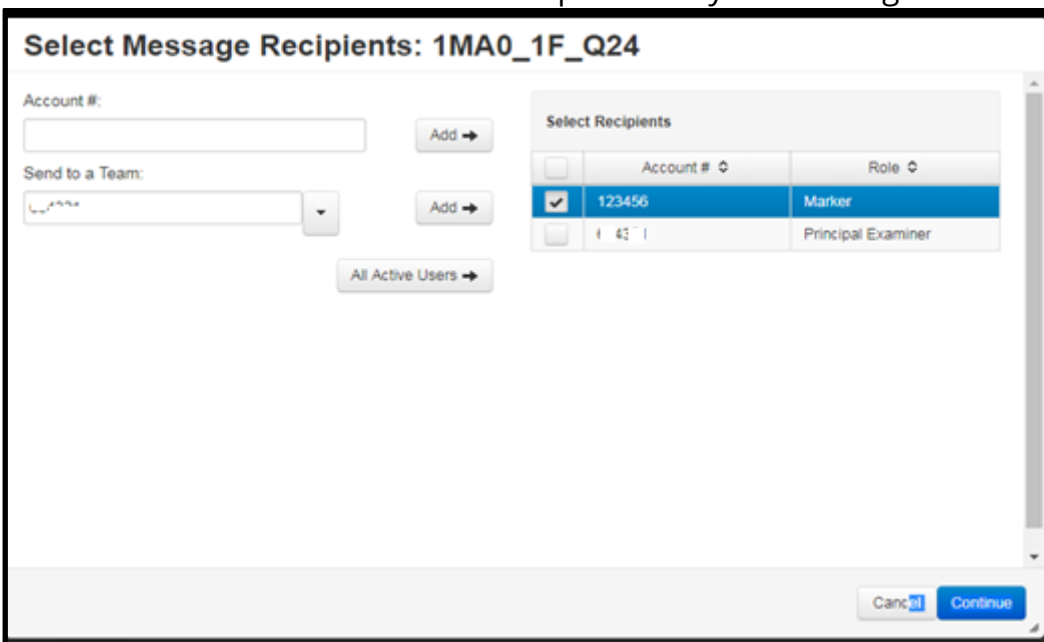 Select Message Recipients: 1MA0_1F_Q24
Account #:
Add
Send to a Team:
Add
All Active Users
Select Recipients
Account # Role
123456 Marker
Principal Examiner
Cancel Continue